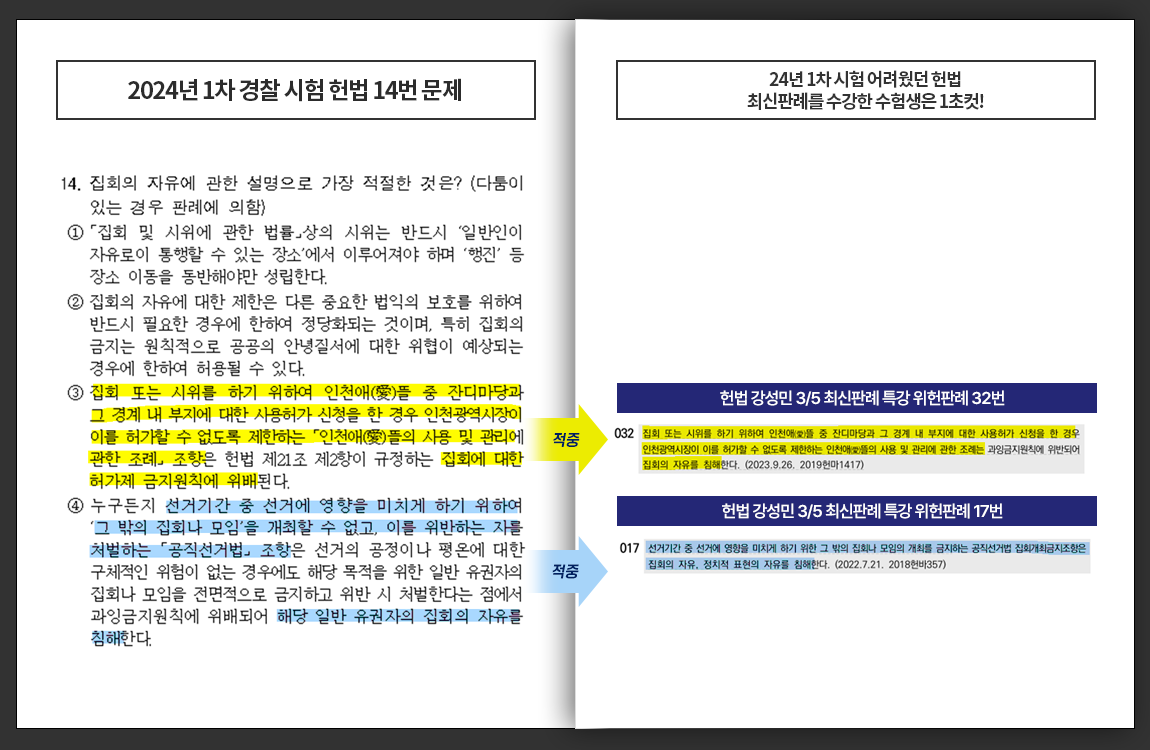 2024년 1차 경찰 시험 헌법 14번 문제
14. 집회의 자유에 관한 설명으로 가장 적절한 것은? (다툼이
있는 경우 판례에 의함)
① 「집회 및 시위에 관한 법률」상의 시위는 반드시 ‘일반인이
자유로이 통행할 수 있는 장소’에서 이루어져야 하며 ‘행진’ 등
장소 이동을 동반해야만 성립한다.
② 집회의 자유에 대한 제한은 다른 중요한 법익의 보호를 위하여
반드시 필요한 경우에 한하여 정당화되는 것이며, 특히 집회의
금지는 원칙적으로 공공의 안녕질서에 대한 위협이 예상되는
경우에 한하여 허용될 수 있다.
③ 집회 또는 시위를 하기 위하여 인천애(愛)뜰 중 잔디마당과
그 경계 내 부지에 대한 사용허가 신청을 한 경우 인천광역시장이
이를 허가할 수 없도록 제한하는 「인천애(愛)뜰의 사용 및 관리에
관한 조례」 조항은 헌법 제21조 제2항이 규정하는 집회에 대한
허가제 금지원칙에 위배된다.
④ 누구든지 선거기간 중 선거에 영향을 미치게 하기 위하여
‘그 밖의 집회나 모임’을 개최할 수 없고, 이를 위반하는 자를
처벌하는 「공직선거법」 조항은 선거의 공정이나 평온에 대한
구체적인 위험이 없는 경우에도 해당 목적을 위한 일반 유권자의
집회나 모임을 전면적으로 금지하고 위반 시 처벌한다는 점에서
과잉금지원칙에 위배되어 해당 일반 유권자의 집회의 자유를
침해한다.
적중
적중
24년 1차 시험 어려웠던 헌법
최신판례를 수강한 수험생은 1초컷!
헌법 강성민 3/5 최신판례 특강 위헌판례 32번
032 집회 또는 시위를 하기 위하여 인천애(愛)뜰 중 잔디마당과 그 경계 내 부지에 대한 사용허가 신청을 한 경우
인천광역시장이 이를 허가할 수 없도록 제한하는 인천애(愛)뜰의 사용 및 관리에 관한 조례는 과잉금지원칙에 위반되어
집회의 자유를 침해한다. (2023.9.26. 2019헌마1417)
헌법 강성민 3/5 최신판례 특강 위헌판례 17번
017 선거기간 중 선거에 영향을 미치게 하기 위한 그 밖의 집회나 모임의 개최를 금지하는 공직선거법 집회개최금지조항은
집회의 자유, 정치적 표현의 자유를 침해한다. (2022.7.21. 2018헌바357)